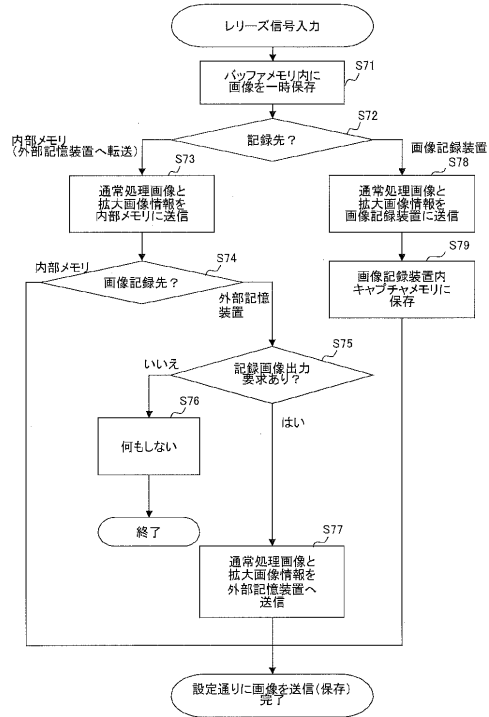 レリーズ信号入力
S71
バッファメモリ内に
画像を一時保存
S72
記録先？
内部メモリ
（外部記憶装置へ転送）
画像記録装置
S73
通常処理画像と
拡大画像情報を
内部メモリに送信
S78
通常処理画像と
拡大画像情報を
画像記録装置に送信
S74
内部メモリ
画像記録先？
外部記憶
装置
S79
画像記録装置内
キャプチャメモリに
保存
S75
記録画像出力
要求あり？
いいえ
はい
S76
何もしない
終了
S77
通常処理画像と
拡大画像情報を
外部記憶装置へ
送信
設定通りに画像を送信（保存）
完了